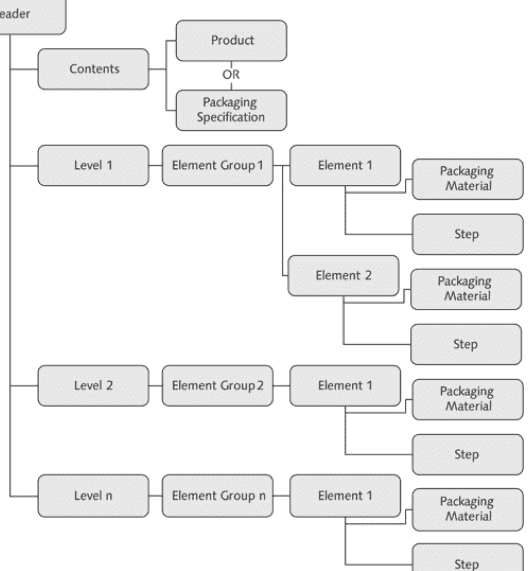 eader
Product
Contents
OR
Packaging
Specification
Level 1
Element Group 1
Element 1
Packaging
Material
Step
Element 2
Packaging
Material
Step
Level 2
Element Group 2
Element 1
Packaging
Material
Step
Level n
Element Group n
Element 1
Packaging
Material
Step